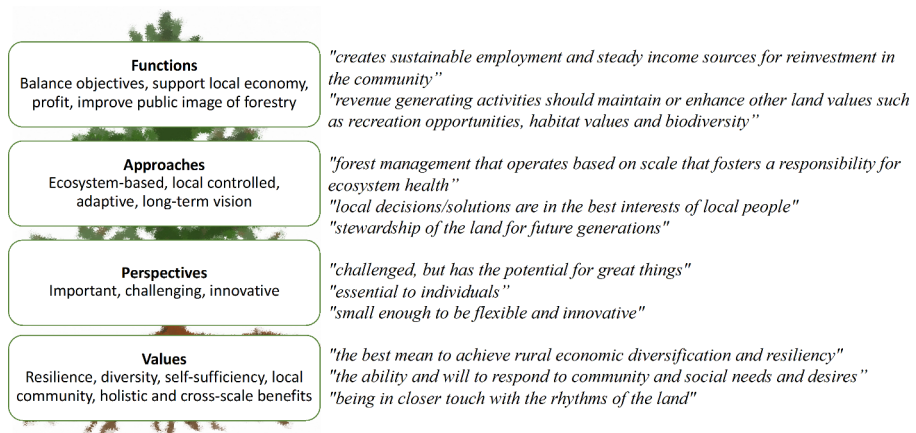 Functions
Balance objectives, support local economy,
profit, improve public image of forestry
"creates sustainable employment and steady income sources for reinvestment in
the community”
"revenue generating activities should maintain or enhance other land values such
as recreation opportunities, habitat values and biodiversity”
Approaches
Ecosystem-based, local controlled,
adaptive, long-term vision
"forest management that operates based on scale that fosters a responsibility for
ecosystem health”
"local decisions/solutions are in the best interests of local people"
"stewardship of the land for future generations"
Perspectives
Important, challenging, innovative
"challenged, but has the potential for great things"
"essential to individuals”
"small enough to be flexible and innovative"
Values
Resilience, diversity, self-sufficiency, local
community, holistic and cross-scale benefits
"the best mean to achieve rural economic diversification and resiliency"
"the ability and will to respond to community and social needs and desires”
"being in closer touch with the rhythms of the land"